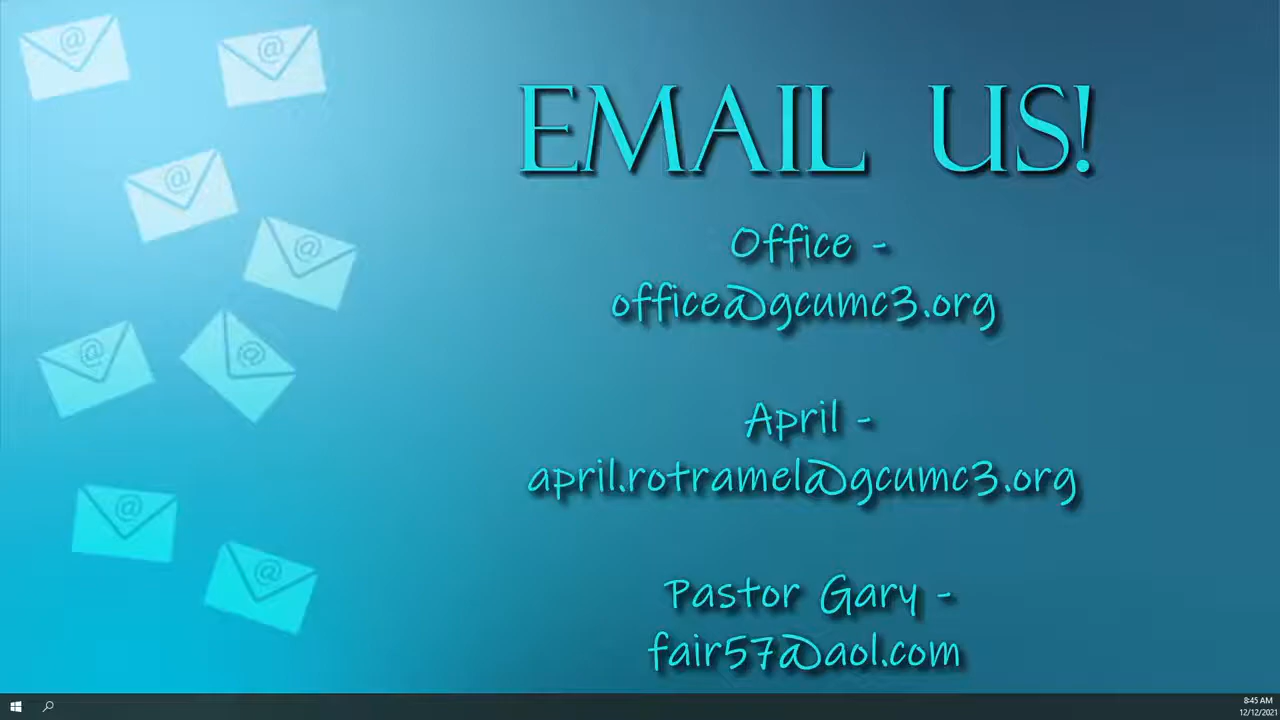 EMAIL US!
Office -
office@gcumc3.org
April -
april.rotramel@gcumc3.org
Pastor Gary -
fair57@aol.com
8:45 AM
12/12/2021